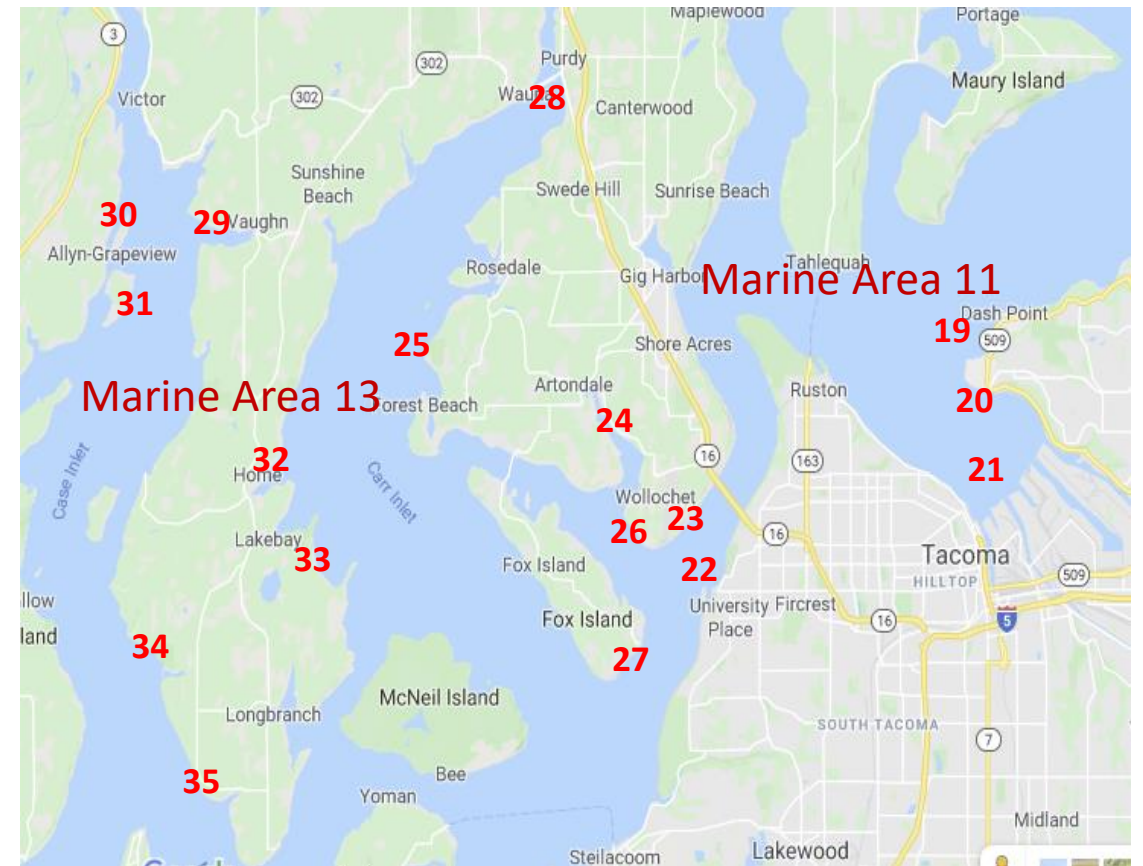 Maplewood
Portage
3
302
Purdy
Maury Island
Victor
302
28
Canterwood
Sunshine
Beach
Swede Hill
Sunrise Beach
30
29
Vaughn
Allyn-Grapeview
Rosedale
Gig Harbor
Tahlequah
Marine Area 11
31
Dash Point
19
509
25
Shore Acres
Marine Area 13
Forest Beach
Artondale
Ruston
20
24
16
163
21
32
Home
Case Inlet
Carr Inlet
Wollochet
23
26
16
Lakebay
33
Fox Island
22
Tacoma
HILLTOP
509
llow
land
Fox Island
University
Place
Fircrest
16
5
34
27
McNeil Island
Longbranch
SOUTH TACOMA
7
35
Bee
Yoman
Midland
Steilacoom
Lakewood